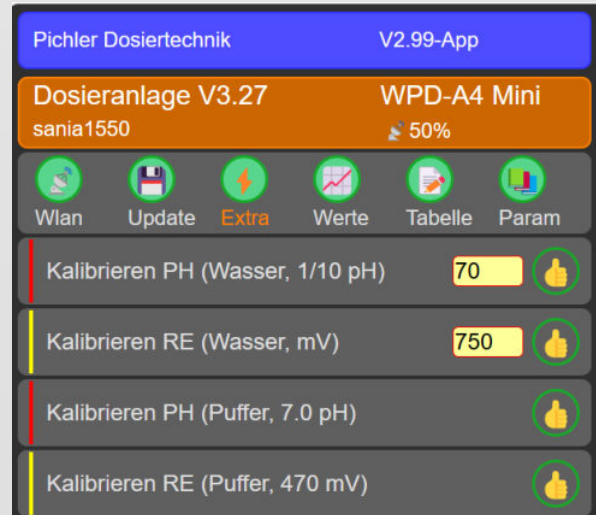 Pichler Dosiertechnik V2.99-App
Dosieranlage V3.27 WPD-A4 Mini
sania1550 50%
Wlan Update Extra Werte Tabelle Param
Kalibrieren PH (Wasser, 1/10 pH) 70
Kalibrieren RE (Wasser, mV) 750
Kalibrieren PH (Puffer, 7.0 pH)
Kalibrieren RE (Puffer, 470 mV)